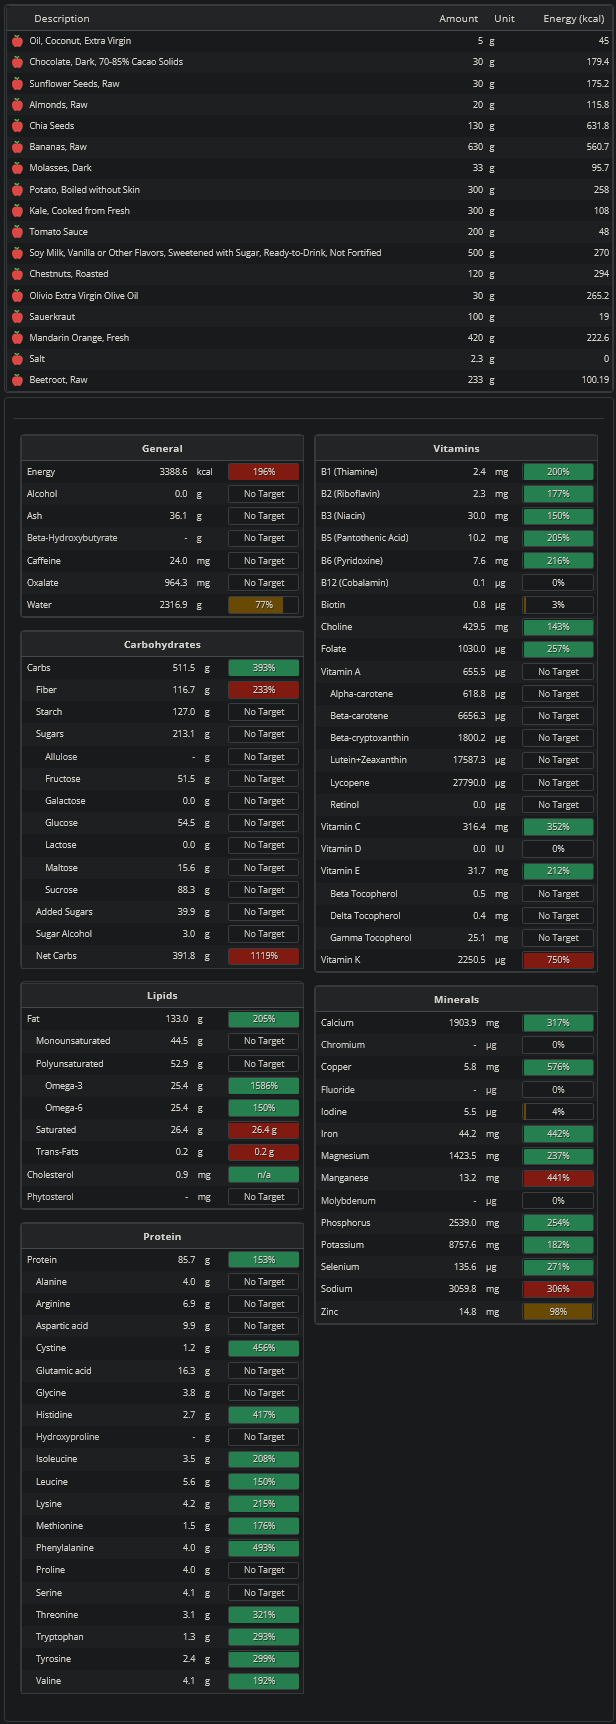 Description Amount Unit Energy (kcal)
Oil, Coconut, Extra Virgin 5 g 45
Chocolate, Dark, 70-85% Cacao Solids 30 g 179.4
Sunflower Seeds, Raw 30 g 175.2
Almonds, Raw 20 g 115.8
Chia Seeds 130 g 631.8
Bananas, Raw 630 g 560.7
Molasses, Dark 33 g 95.7
Potato, Boiled without Skin 300 g 258
Kale, Cooked from Fresh 300 g 108
Tomato Sauce 200 g 48
Soy Milk, Vanilla or Other Flavors, Sweetened with Sugar, Ready-to-Drink, Not Fortified 500 g 270
Chestnuts, Roasted 120 g 294
Olivio Extra Virgin Olive Oil 30 g 265.2
Sauerkraut 100 g 19
Mandarin Orange, Fresh 420 g 222.6
Salt 2.3 g 0
Beetroot, Raw 233 g 100.19
General
Energy 3388.6 kcal 196%
Alcohol 0.0 g No Target
Ash 36.1 g No Target
Beta-Hydroxybutyrate - g No Target
Caffeine 24.0 mg No Target
Oxalate 964.3 mg No Target
Water 2316.9 g 77%
Carbohydrates
Carbs 511.5 g 393%
Fiber 116.7 g 233%
Starch 127.0 g No Target
Sugars 213.1 g No Target
Allulose - g No Target
Fructose 51.5 g No Target
Galactose 0.0 g No Target
Glucose 54.5 g No Target
Lactose 0.0 g No Target
Maltose 15.6 g No Target
Sucrose 88.3 g No Target
Added Sugars 39.9 g No Target
Sugar Alcohol 3.0 g No Target
Net Carbs 391.8 g 1119%
Lipids
Fat 133.0 g 205%
Monounsaturated 44.5 g No Target
Polyunsaturated 52.9 g No Target
Omega-3 25.4 g 1586%
Omega-6 25.4 g 150%
Saturated 26.4 g 26.4 g
Trans-Fats 0.2 g 0.2 g
Cholesterol 0.9 mg n/a
Phytosterol - mg No Target
Protein
Protein 85.7 g 153%
Alanine 4.0 g No Target
Arginine 6.9 g No Target
Aspartic acid 9.9 g No Target
Cystine 1.2 g 456%
Glutamic acid 16.3 g No Target
Glycine 3.8 g No Target
Histidine 2.7 g 417%
Hydroxyproline - g No Target
Isoleucine 3.5 g 208%
Leucine 5.6 g 150%
Lysine 4.2 g 215%
Methionine 1.5 g 176%
Phenylalanine 4.0 g 493%
Proline 4.0 g No Target
Serine 4.1 g No Target
Threonine 3.1 g 321%
Tryptophan 1.3 g 293%
Tyrosine 2.4 g 299%
Valine 4.1 g 192%
Vitamins
B1 (Thiamine) 2.4 mg 200%
B2 (Riboflavin) 2.3 mg 177%
B3 (Niacin) 30.0 mg 150%
B5 (Pantothenic Acid) 10.2 mg 205%
B6 (Pyridoxine) 7.6 mg 216%
B12 (Cobalamin) 0.1 µg 0%
Biotin 0.8 µg 3%
Choline 429.5 mg 143%
Folate 1030.0 µg 257%
Vitamin A 655.5 µg No Target
Alpha-carotene 618.8 µg No Target
Beta-carotene 6656.3 µg No Target
Beta-cryptoxanthin 1800.2 µg No Target
Lutein+Zeaxanthin 17587.3 µg No Target
Lycopene 27790.0 µg No Target
Retinol 0.0 µg No Target
Vitamin C 316.4 mg 352%
Vitamin D 0.0 IU 0%
Vitamin E 31.7 mg 212%
Beta Tocopherol 0.5 mg No Target
Delta Tocopherol 0.4 mg No Target
Gamma Tocopherol 25.1 mg No Target
Vitamin K 2250.5 µg 750%
Minerals
Calcium 1903.9 mg 317%
Chromium - µg 0%
Copper 5.8 mg 576%
Fluoride - µg 0%
Iodine 5.5 µg 4%
Iron 44.2 mg 442%
Magnesium 1423.5 mg 237%
Manganese 13.2 mg 441%
Molybdenum - µg 0%
Phosphorus 2539.0 mg 254%
Potassium 8757.6 mg 182%
Selenium 135.6 µg 271%
Sodium 3059.8 mg 306%
Zinc 14.8 mg 98%